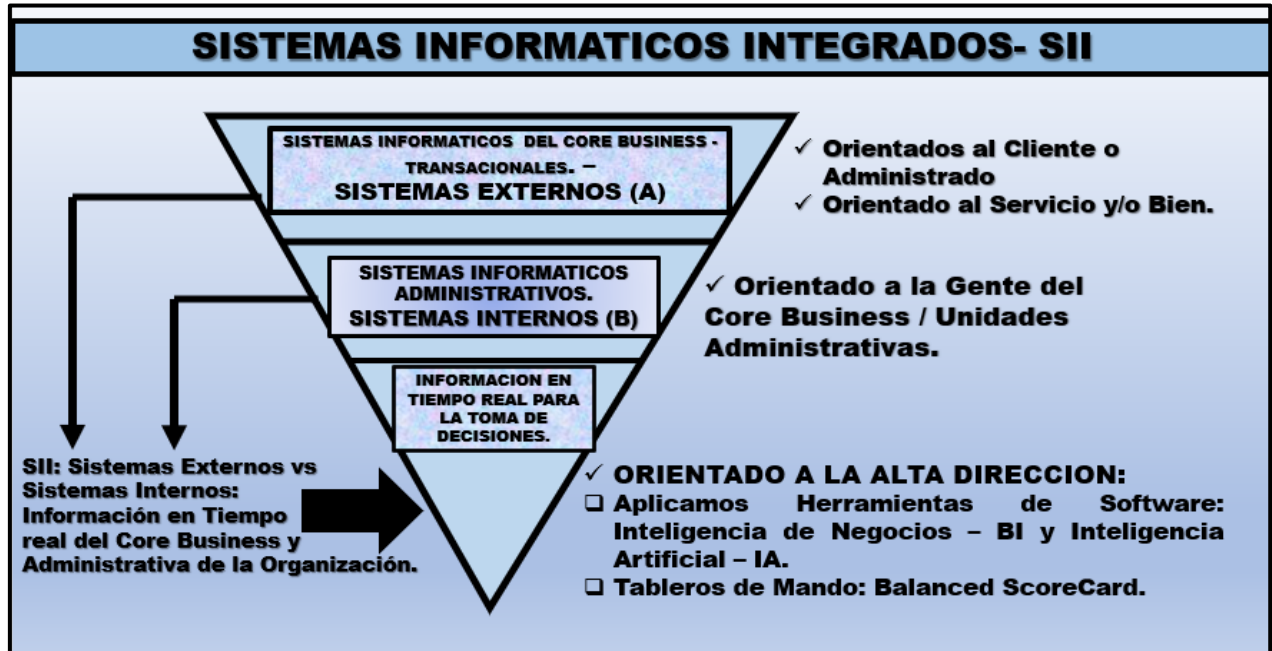 SISTEMAS INFORMATICOS INTEGRADOS- SII
SISTEMAS INFORMATICOS DEL CORE BUSINESS -
TRANSACIONALES. –
SISTEMAS EXTERNOS (A)
✓ Orientados al Cliente o
Administrado
✓ Orientado al Servicio y/o Bien.
SISTEMAS INFORMATICOS
ADMINISTRATIVOS.
SISTEMAS INTERNOS (B)
✓ Orientado a la Gente del
Core Business / Unidades
Administrativas.
INFORMACION EN
TIEMPO REAL PARA
LA TOMA DE
DECISIONES.
SII: Sistemas Externos vs
Sistemas Internos:
Información en Tiempo
real del Core Business y
Administrativa de la Organización.
✓ ORIENTADO A LA ALTA DIRECCION:
❑ Aplicamos Herramientas de Software:
Inteligencia de Negocios – BI y Inteligencia
Artificial – IA.
❑ Tableros de Mando: Balanced ScoreCard.